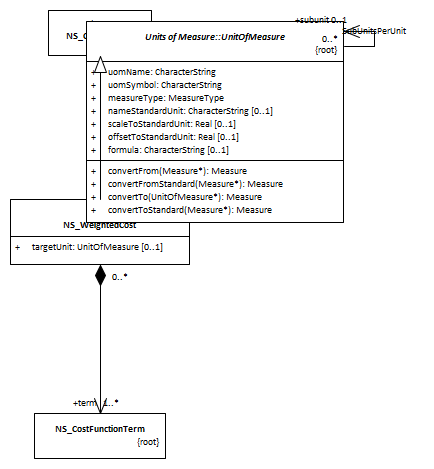 +subunit 0..1
NS_C
Units of Measure::UnitOfMeasure
SubUnitsPerUnit
0..*
{root}
+ uomName: CharacterString
+ uomSymbol: CharacterString
+ measureType: MeasureType
+ nameStandardUnit: CharacterString [0..1]
+ scaleToStandardUnit: Real [0..1]
+ offsetToStandardUnit: Real [0..1]
+ formula: CharacterString [0..1]
+ convertFrom(Measure*): Measure
+ convertFromStandard(Measure*): Measure
+ convertTo(UnitOfMeasure*): Measure
+ convertToStandard(Measure*): Measure
NS_WeightedCost
+ targetUnit: UnitOfMeasure [0..1]
0..*
+term 1..*
NS_CostFunctionTerm
{root}